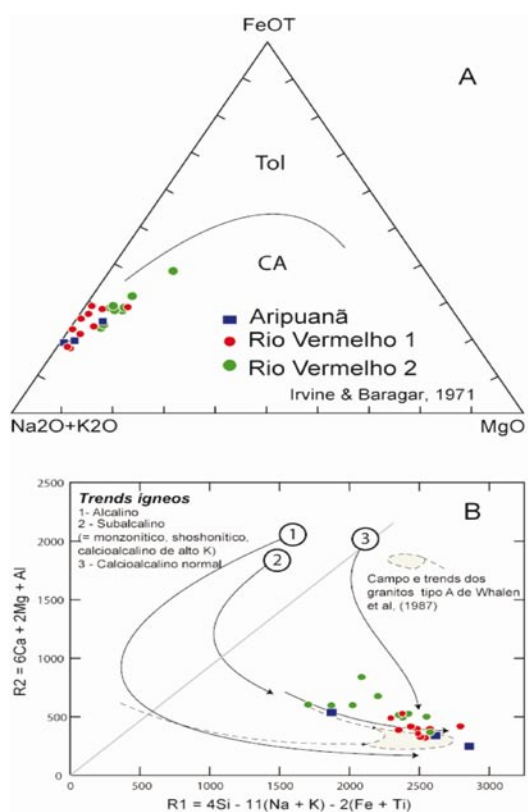 FeOT
A
Tol
CA
Aripuanã
Rio Vermelho 1
Rio Vermelho 2
Irvine & Baragar, 1971
Na2O+K2O
MgO
B
Trends ígneos
1- Alcalino
2 - Subalcalino
(= monzonítico, shoshonítico,
calcioalcalino de alto K)
3 - Calcioalcalino normal
1
2
3
Campo e trends dos
granitos tipo A de Whalen
et al, (1987)
R2 = 6Ca + 2Mg + Al
2500
2000
1500
1000
500
0
0
500
1000
1500
2000
2500
3000
R1 = 4Si - 11(Na + K) - 2(Fe + Ti)